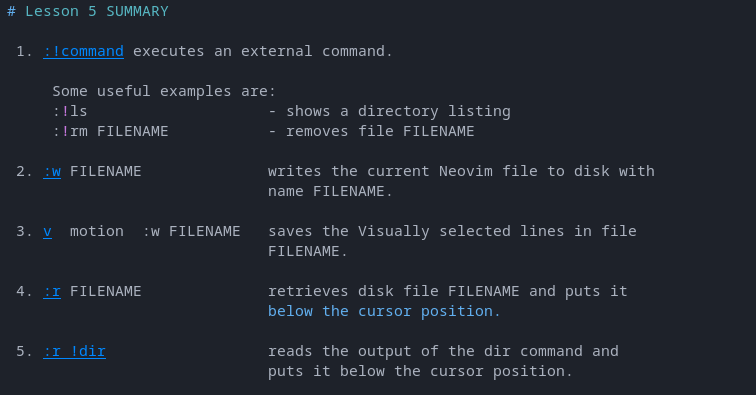 # Lesson 5 SUMMARY
1. :!command executes an external command.
Some useful examples are:
:!ls - shows a directory listing
:!rm FILENAME - removes file FILENAME
2. :w FILENAME writes the current Neovim file to disk with
name FILENAME.
3. v motion :w FILENAME saves the Visually selected lines in file
FILENAME.
4. :r FILENAME retrieves disk file FILENAME and puts it
below the cursor position.
5. :r !dir reads the output of the dir command and
puts it below the cursor position.